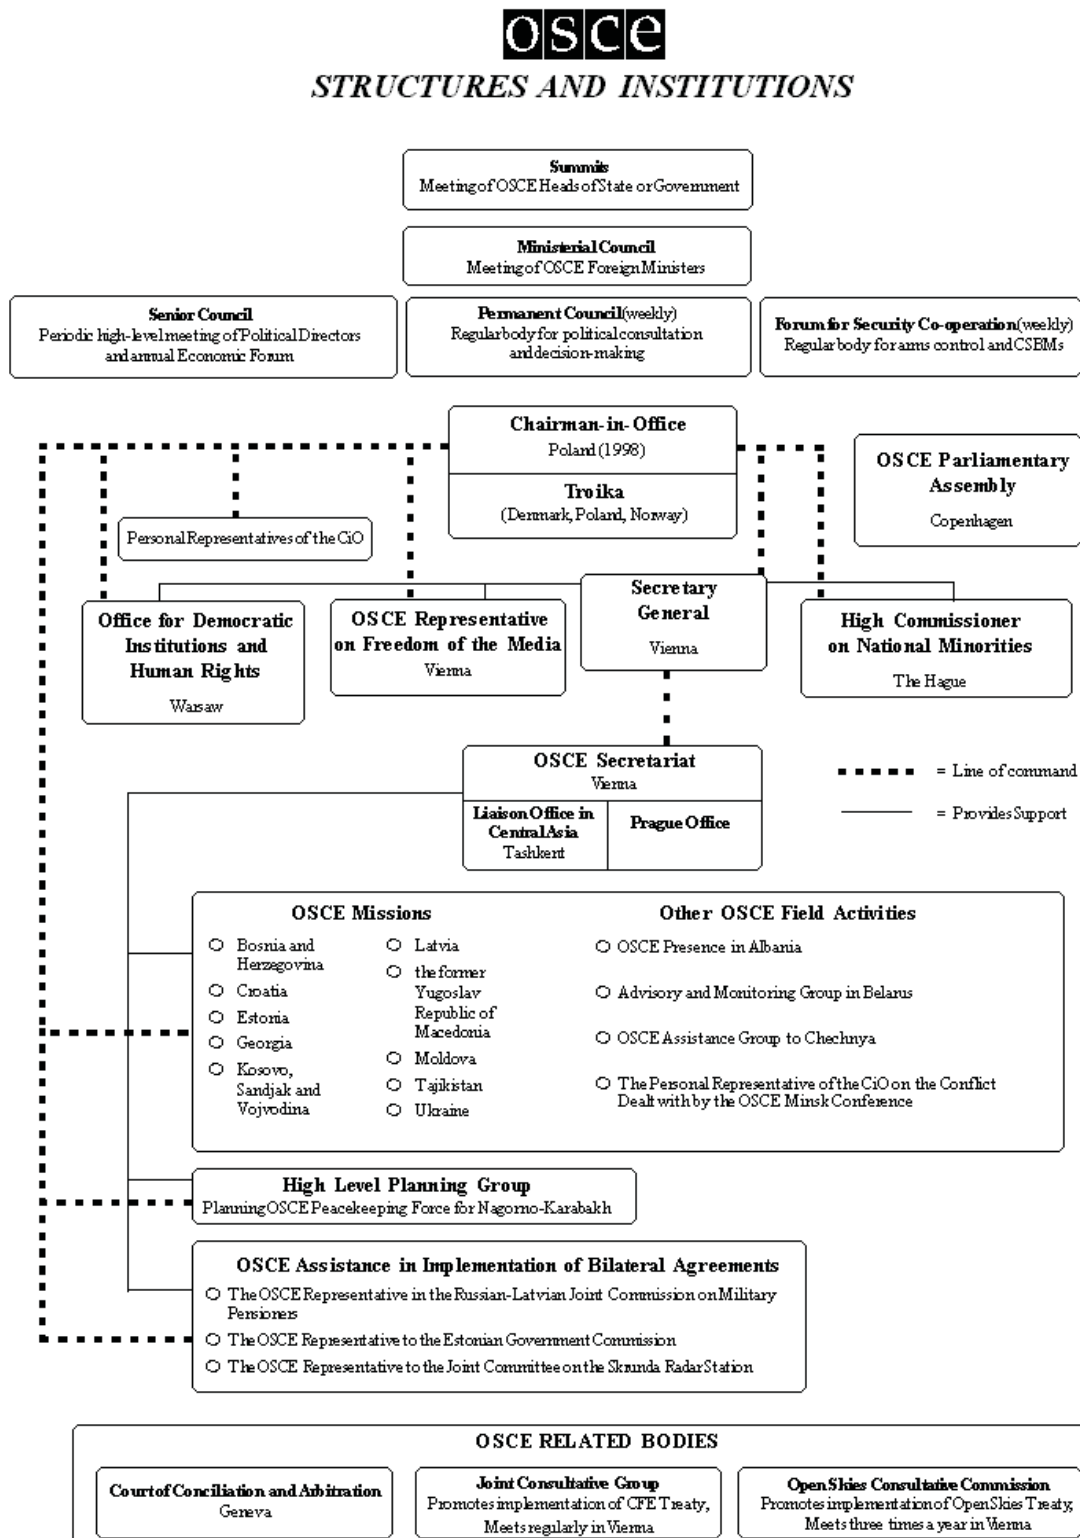 osce
STRUCTURES AND INSTITUTIONS
Summits
Meeting of OSCE Heads of State or Government
Ministerial Council
Meeting of OSCE Foreign Ministers
Senior Council
Periodic high-level meeting of Political Directors
and annual Economic Forum
Permanent Council (weekly)
Regular body for political consultation
and decision-making
Forum for Security Co-operation (weekly)
Regular body for arms control and CSBMs
Chairman-in-Office
Poland (1998)
Troika
(Denmark, Poland, Norway)
OSCE Parliamentary
Assembly
Copenhagen
Personal Representatives of the CiO
Office for Democratic
Institutions and
Human Rights
Warsaw
OSCE Representative
on Freedom of the Media
Vienna
Secretary
General
Vienna
High Commissioner
on National Minorities
The Hague
OSCE Secretariat
Vienna
Liaison Office in
Central Asia
Tashkent
Prague Office
= Line of command
= Provides Support
OSCE Missions
Bosnia and
Herzegovina
Croatia
Estonia
Georgia
Kosovo,
Sandjak and
Vojvodina
Latvia
the former
Yugoslav
Republic of
Macedonia
Moldova
Tajikistan
Ukraine
Other OSCE Field Activities
OSCE Presence in Albania
Advisory and Monitoring Group in Belarus
OSCE Assistance Group to Chechnya
The Personal Representative of the CiO on the Conflict
Dealt with by the OSCE Minsk Conference
High Level Planning Group
Planning OSCE Peacekeeping Force for Nagorno-Karabakh
OSCE Assistance in Implementation of Bilateral Agreements
The OSCE Representative in the Russian-Latvian Joint Commission on Military
Pensioners
The OSCE Representative to the Estonian Government Commission
The OSCE Representative to the Joint Committee on the Skrunda Radar Station
OSCE RELATED BODIES
Court of Conciliation and Arbitration
Geneva
Joint Consultative Group
Promotes implementation of CFE Treaty,
Meets regularly in Vienna
Open Skies Consultative Commission
Promotes implementation of Open Skies Treaty,
Meets three times a year in Vienna